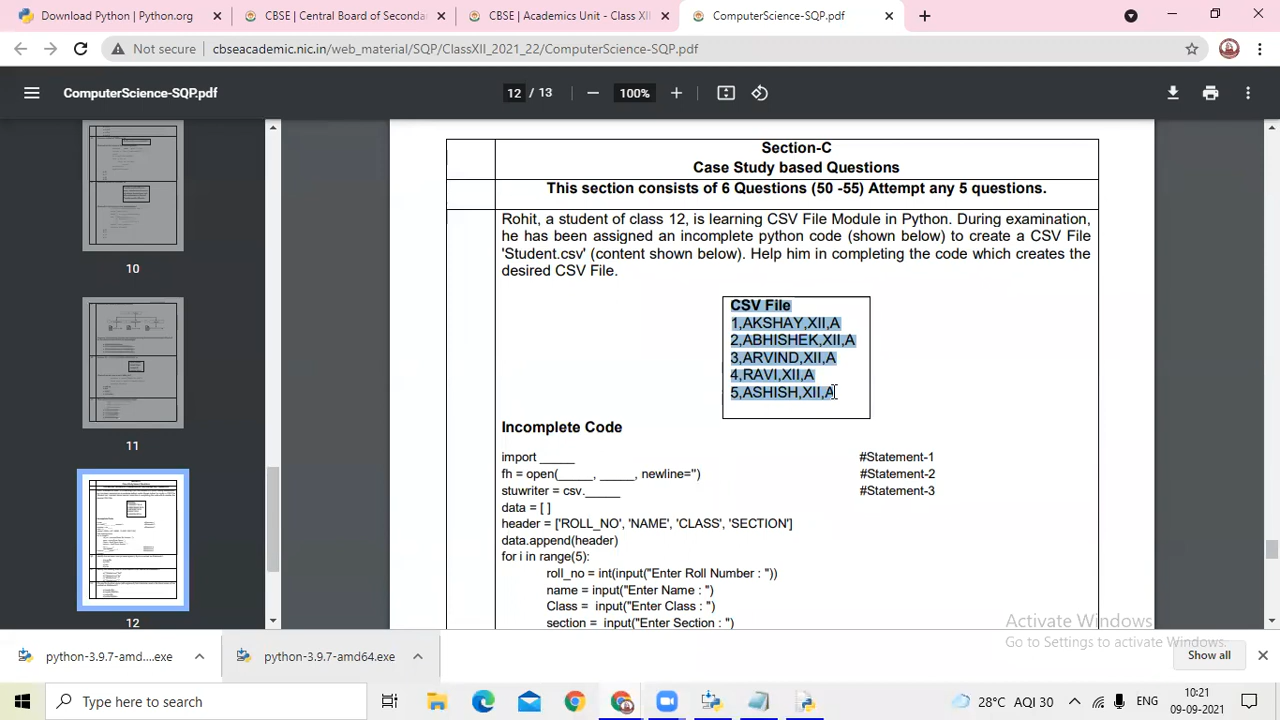 Download Python | Python.org
CBSE | Central Board of Seconda
CBSE | Academics Unit - Class XII
ComputerScience-SQP.pdf
Not secure | cbseacademic.nic.in/web_material/SQP/ClassXII_2021_22/ComputerScience-SQP.pdf
ComputerScience-SQP.pdf
12 / 13
100%
10
11
12
Section-C
Case Study based Questions
This section consists of 6 Questions (50 -55) Attempt any 5 questions.
Rohit, a student of class 12, is learning CSV File Module in Python. During examination,
he has been assigned an incomplete python code (shown below) to create a CSV File
'Student.csv' (content shown below). Help him in completing the code which creates the
desired CSV File.
CSV File
1,AKSHAY,XII,A
2,ABHISHEK,XII,A
3,ARVIND,XII,A
4,RAVI,XII,A
5,ASHISH,XII,A
Incomplete Code
import _____ #Statement-1
fh = open(_____, _____, newline='') #Statement-2
stuwriter = csv._____ #Statement-3
data = [ ]
header = ['ROLL_NO', 'NAME', 'CLASS', 'SECTION']
data.append(header)
for i in range(5):
roll_no = int(input("Enter Roll Number : "))
name = input("Enter Name : ")
Class = input("Enter Class : ")
section = input("Enter Section : ")
Activate Windows
Go to Settings to activate Windows.
python-3.9.7-amd....exe
python-3.9.7-amd64.exe
Show all
Type here to search
28°C AQI 30
ENG
10:21
09-09-2021